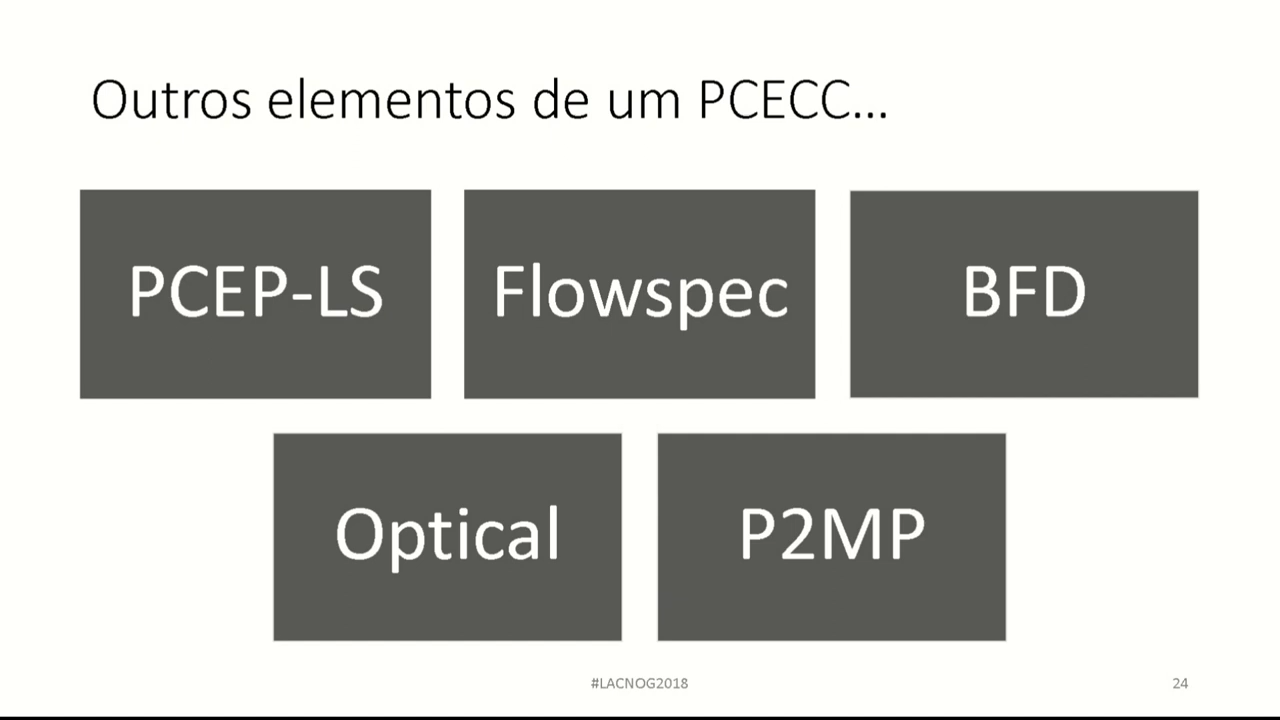 Outros elementos de um PCECC...
PCEP-LS
Flowspec
BFD
Optical
P2MP
#LACNOG2018
24